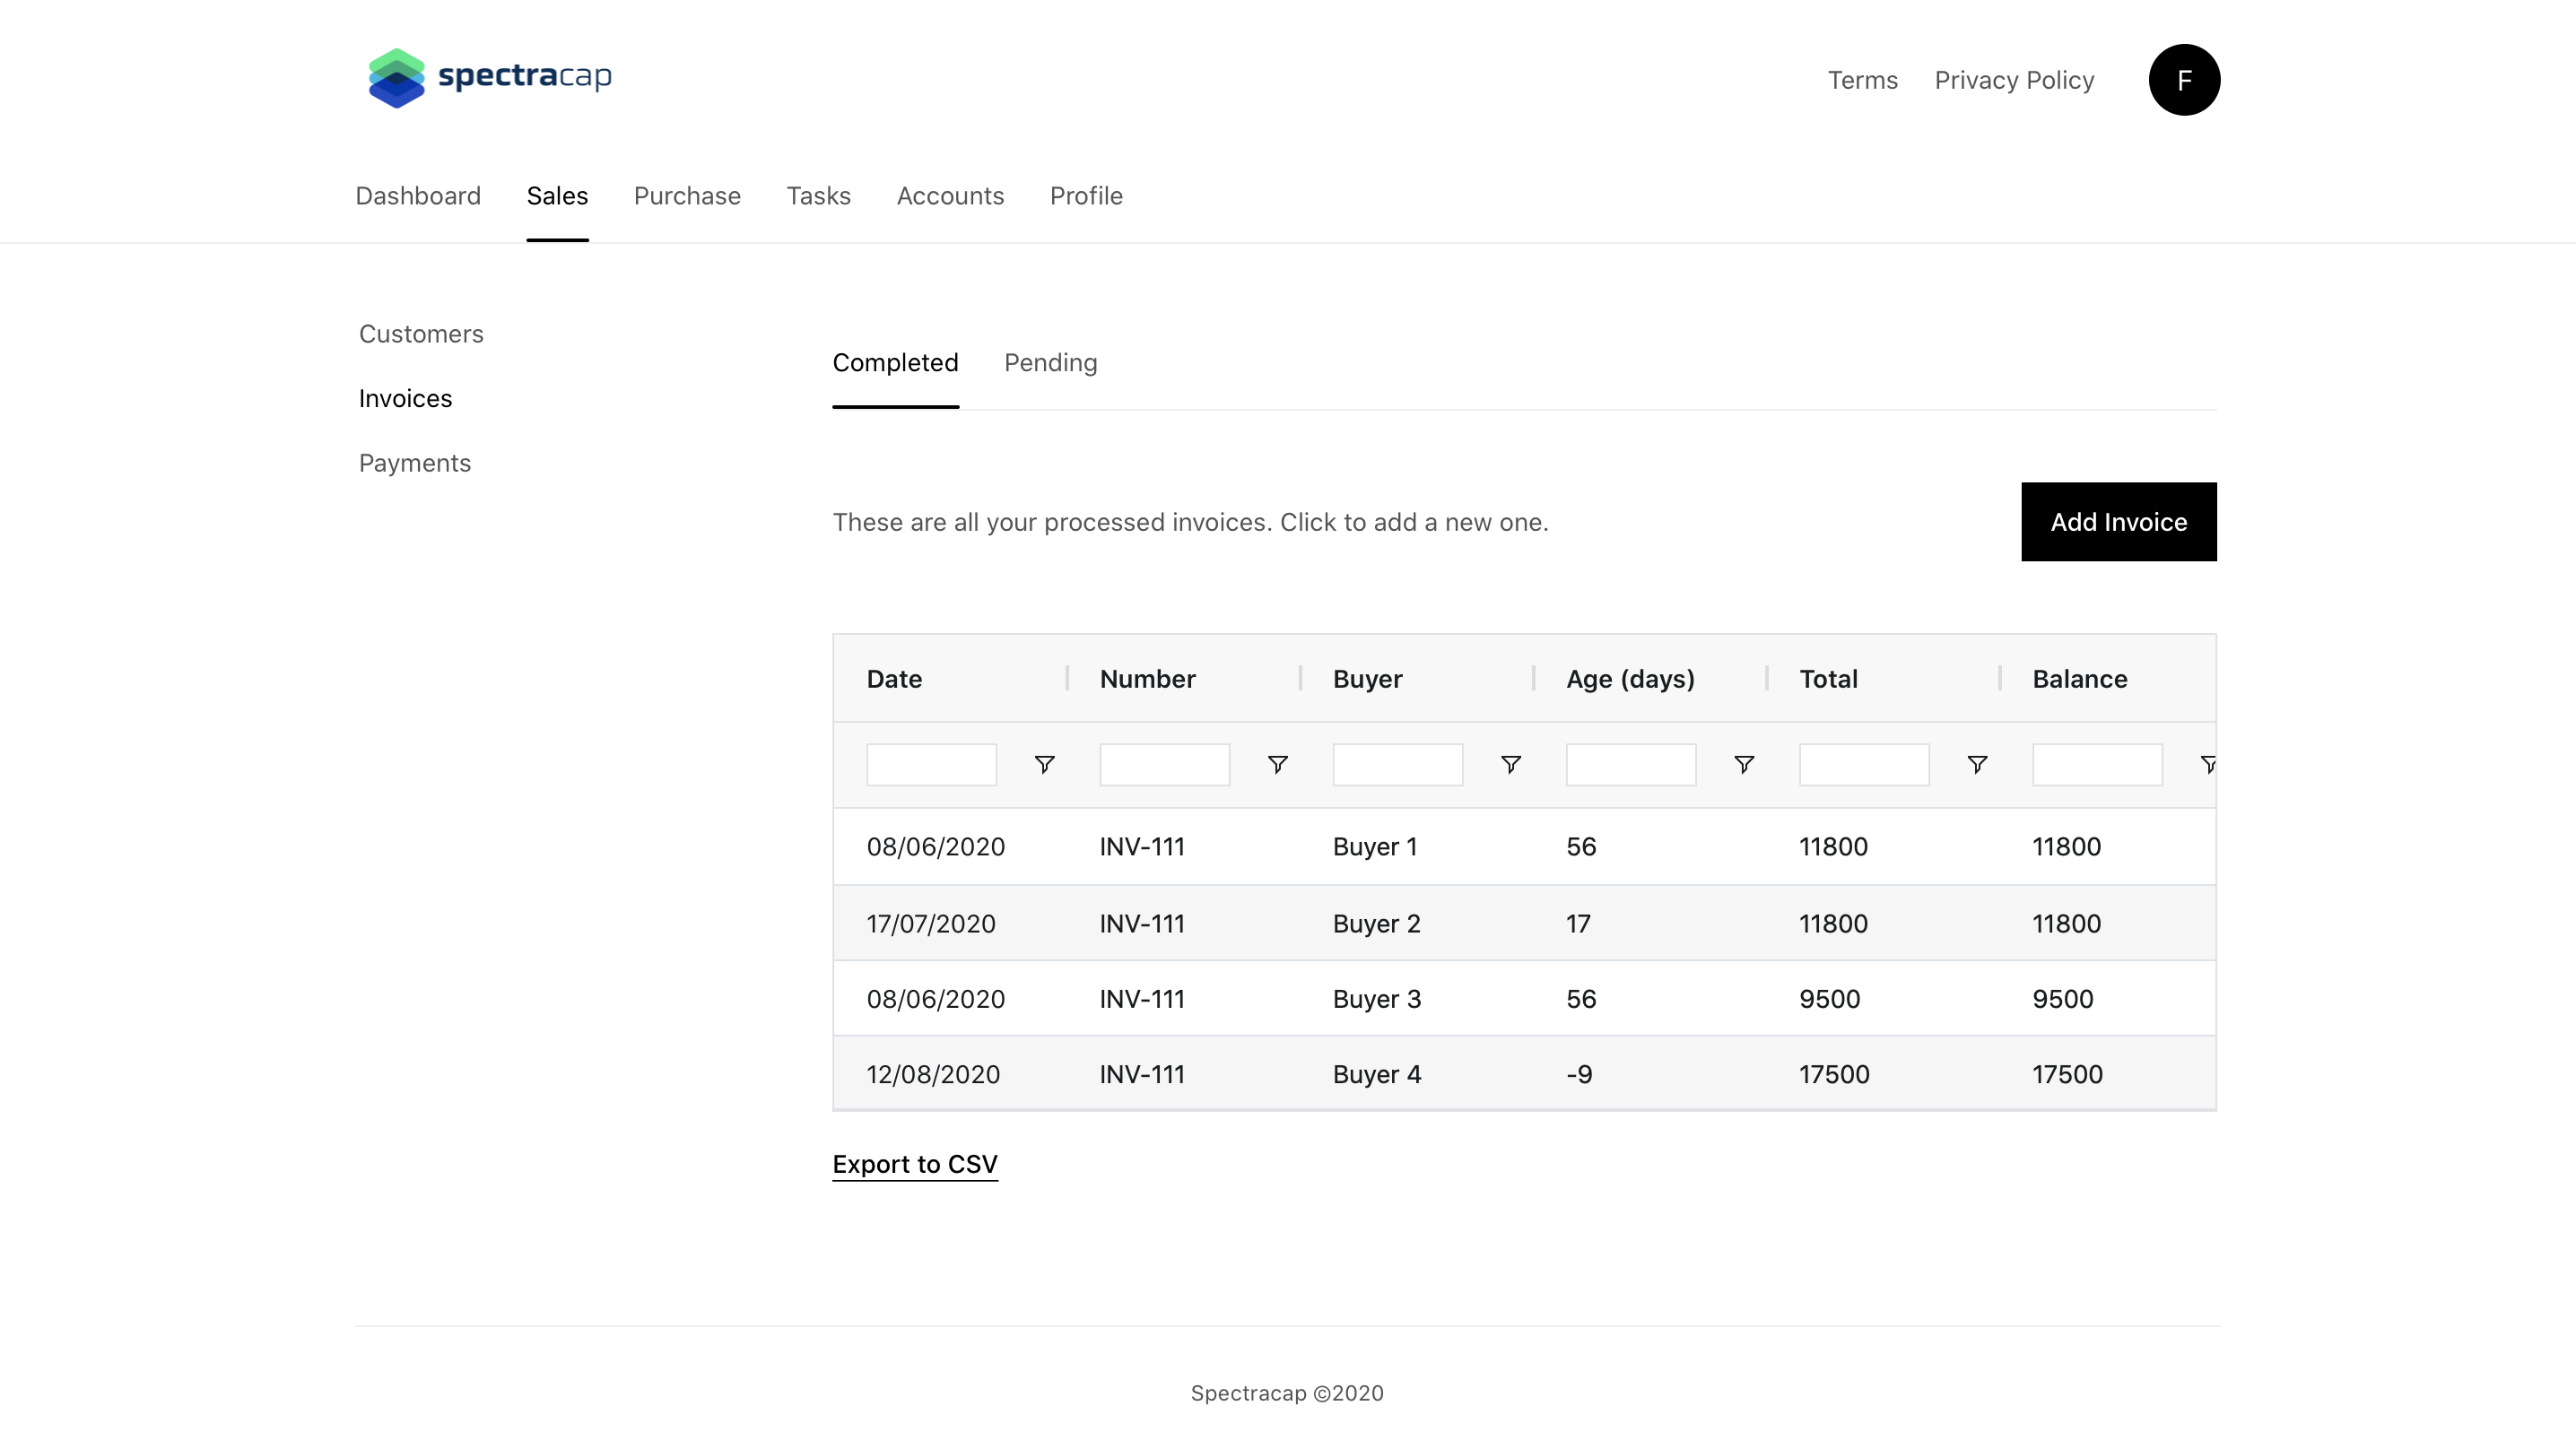 spectracap
Terms Privacy Policy F
Dashboard Sales Purchase Tasks Accounts Profile
Customers
Invoices
Payments
Completed Pending
These are all your processed invoices. Click to add a new one.
Add Invoice
Date Number Buyer Age (days) Total Balance
08/06/2020 INV-111 Buyer 1 56 11800 11800
17/07/2020 INV-111 Buyer 2 17 11800 11800
08/06/2020 INV-111 Buyer 3 56 9500 9500
12/08/2020 INV-111 Buyer 4 -9 17500 17500
Export to CSV
Spectracap ©2020